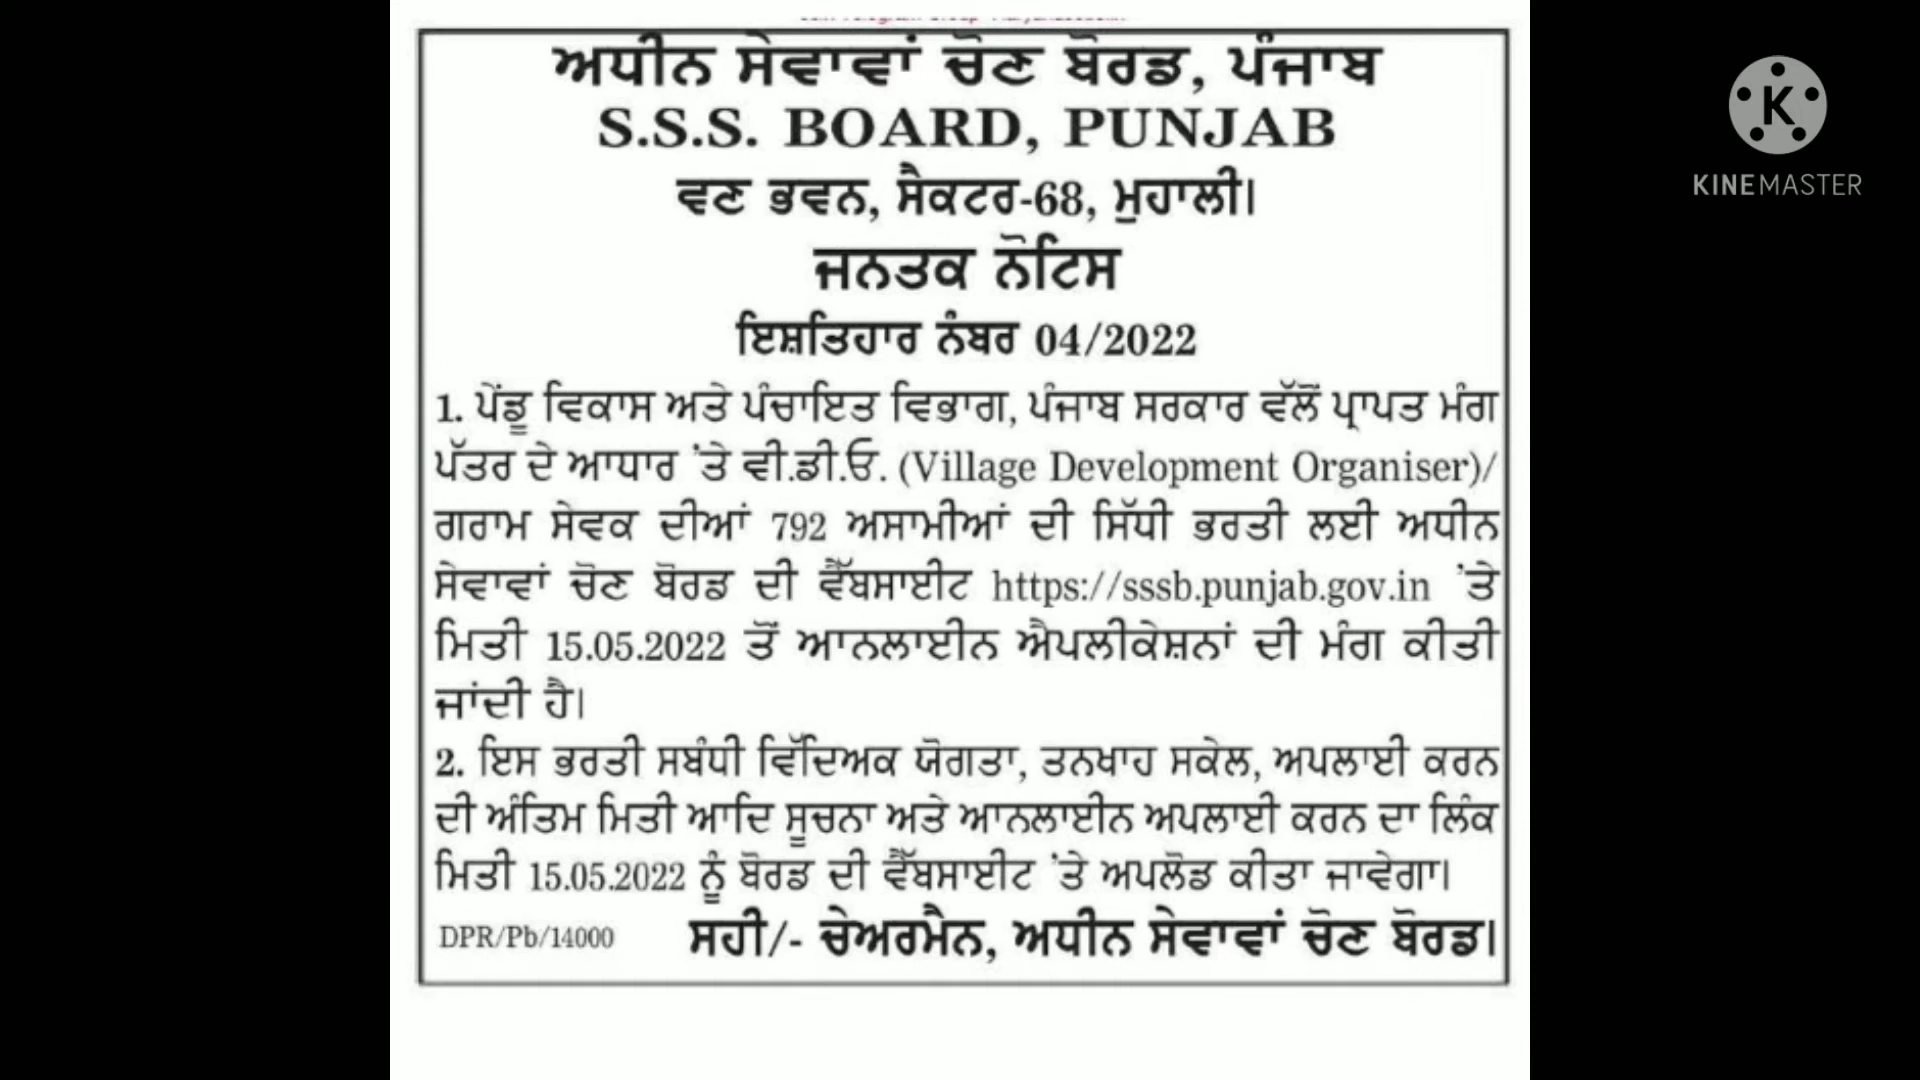 ਅਧੀਨ ਸੇਵਾਵਾਂ ਚੋਣ ਬੋਰਡ, ਪੰਜਾਬ
S.S.S. BOARD, PUNJAB
ਵਣ ਭਵਨ, ਸੈਕਟਰ-68, ਮੁਹਾਲੀ।
ਜਨਤਕ ਨੋਟਿਸ
ਇਸ਼ਤਿਹਾਰ ਨੰਬਰ 04/2022
1. ਪੇਂਡੂ ਵਿਕਾਸ ਅਤੇ ਪੰਚਾਇਤ ਵਿਭਾਗ, ਪੰਜਾਬ ਸਰਕਾਰ ਵੱਲੋਂ ਪ੍ਰਾਪਤ ਮੰਗ
ਪੱਤਰ ਦੇ ਆਧਾਰ 'ਤੇ ਵੀ.ਡੀ.ਓ. (Village Development Organiser)/
ਗਰਾਮ ਸੇਵਕ ਦੀਆਂ 792 ਅਸਾਮੀਆਂ ਦੀ ਸਿੱਧੀ ਭਰਤੀ ਲਈ ਅਧੀਨ
ਸੇਵਾਵਾਂ ਚੋਣ ਬੋਰਡ ਦੀ ਵੈੱਬਸਾਈਟ https://sssb.punjab.gov.in 'ਤੇ
ਮਿਤੀ 15.05.2022 ਤੋਂ ਆਨਲਾਈਨ ਐਪਲੀਕੇਸ਼ਨਾਂ ਦੀ ਮੰਗ ਕੀਤੀ
ਜਾਂਦੀ ਹੈ।
2. ਇਸ ਭਰਤੀ ਸਬੰਧੀ ਵਿੱਦਿਅਕ ਯੋਗਤਾ, ਤਨਖਾਹ ਸਕੇਲ, ਅਪਲਾਈ ਕਰਨ
ਦੀ ਅੰਤਿਮ ਮਿਤੀ ਆਦਿ ਸੂਚਨਾ ਅਤੇ ਆਨਲਾਈਨ ਅਪਲਾਈ ਕਰਨ ਦਾ ਲਿੰਕ
ਮਿਤੀ 15.05.2022 ਨੂੰ ਬੋਰਡ ਦੀ ਵੈੱਬਸਾਈਟ 'ਤੇ ਅਪਲੋਡ ਕੀਤਾ ਜਾਵੇਗਾ।
DPR/Pb/14000 ਸਹੀ/- ਚੇਅਰਮੈਨ, ਅਧੀਨ ਸੇਵਾਵਾਂ ਚੋਣ ਬੋਰਡ।
K
KINEMASTER